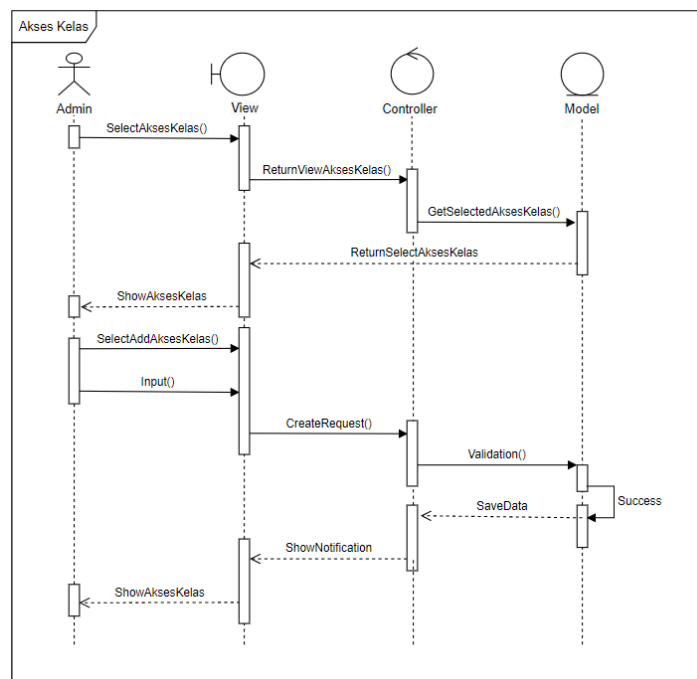 Akses Kelas
Admin
View
Controller
Model
SelectAksesKelas()
ReturnViewAksesKelas()
GetSelectedAksesKelas()
ReturnSelectAksesKelas
ShowAksesKelas
SelectAddAksesKelas()
Input()
CreateRequest()
Validation()
Success
SaveData
ShowNotification
ShowAksesKelas